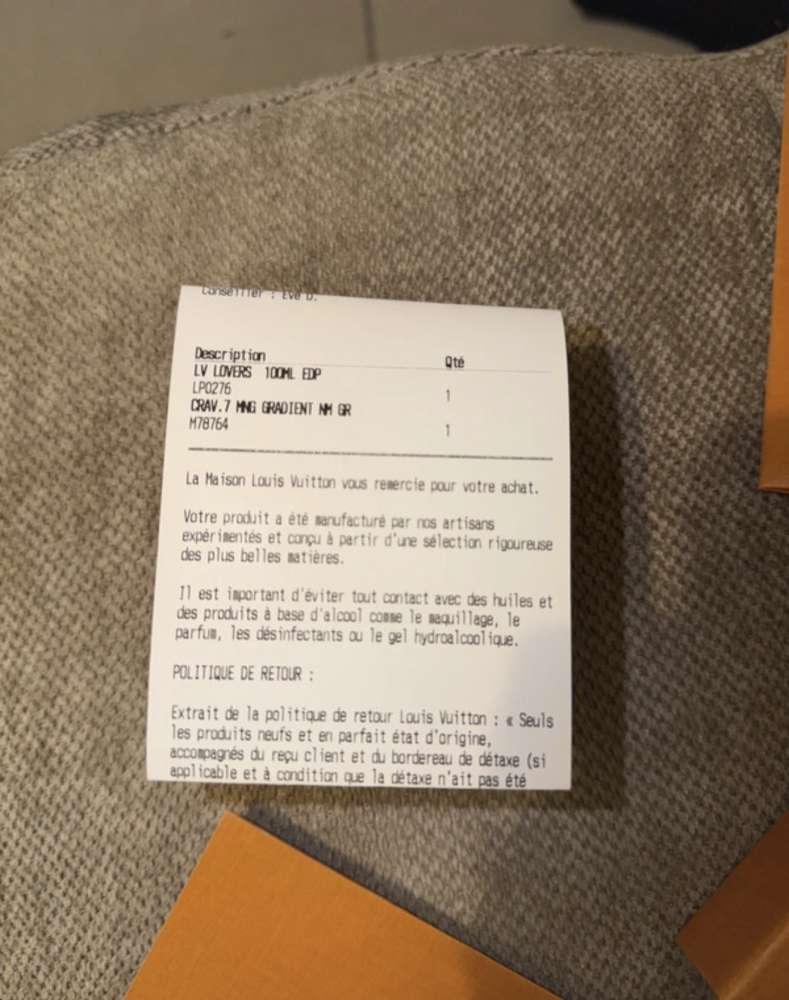 Conseiller : Eve D.
Description Qté
LV LOVERS 100ML EDP
LP0276 1
CRAV.7 MNG GRADIENT NM GR
M78764 1
La Maison Louis Vuitton vous remercie pour votre achat.
Votre produit a été manufacturé par nos artisans
expérimentés et conçu à partir d'une sélection rigoureuse
des plus belles matières.
Il est important d'éviter tout contact avec des huiles et
des produits à base d'alcool comme le maquillage, le
parfum, les désinfectants ou le gel hydroalcoolique.
POLITIQUE DE RETOUR :
Extrait de la politique de retour Louis Vuitton : « Seuls
les produits neufs et en parfait état d'origine,
accompagnés du reçu client et du bordereau de détaxe (si
applicable et à condition que la détaxe n'ait pas été